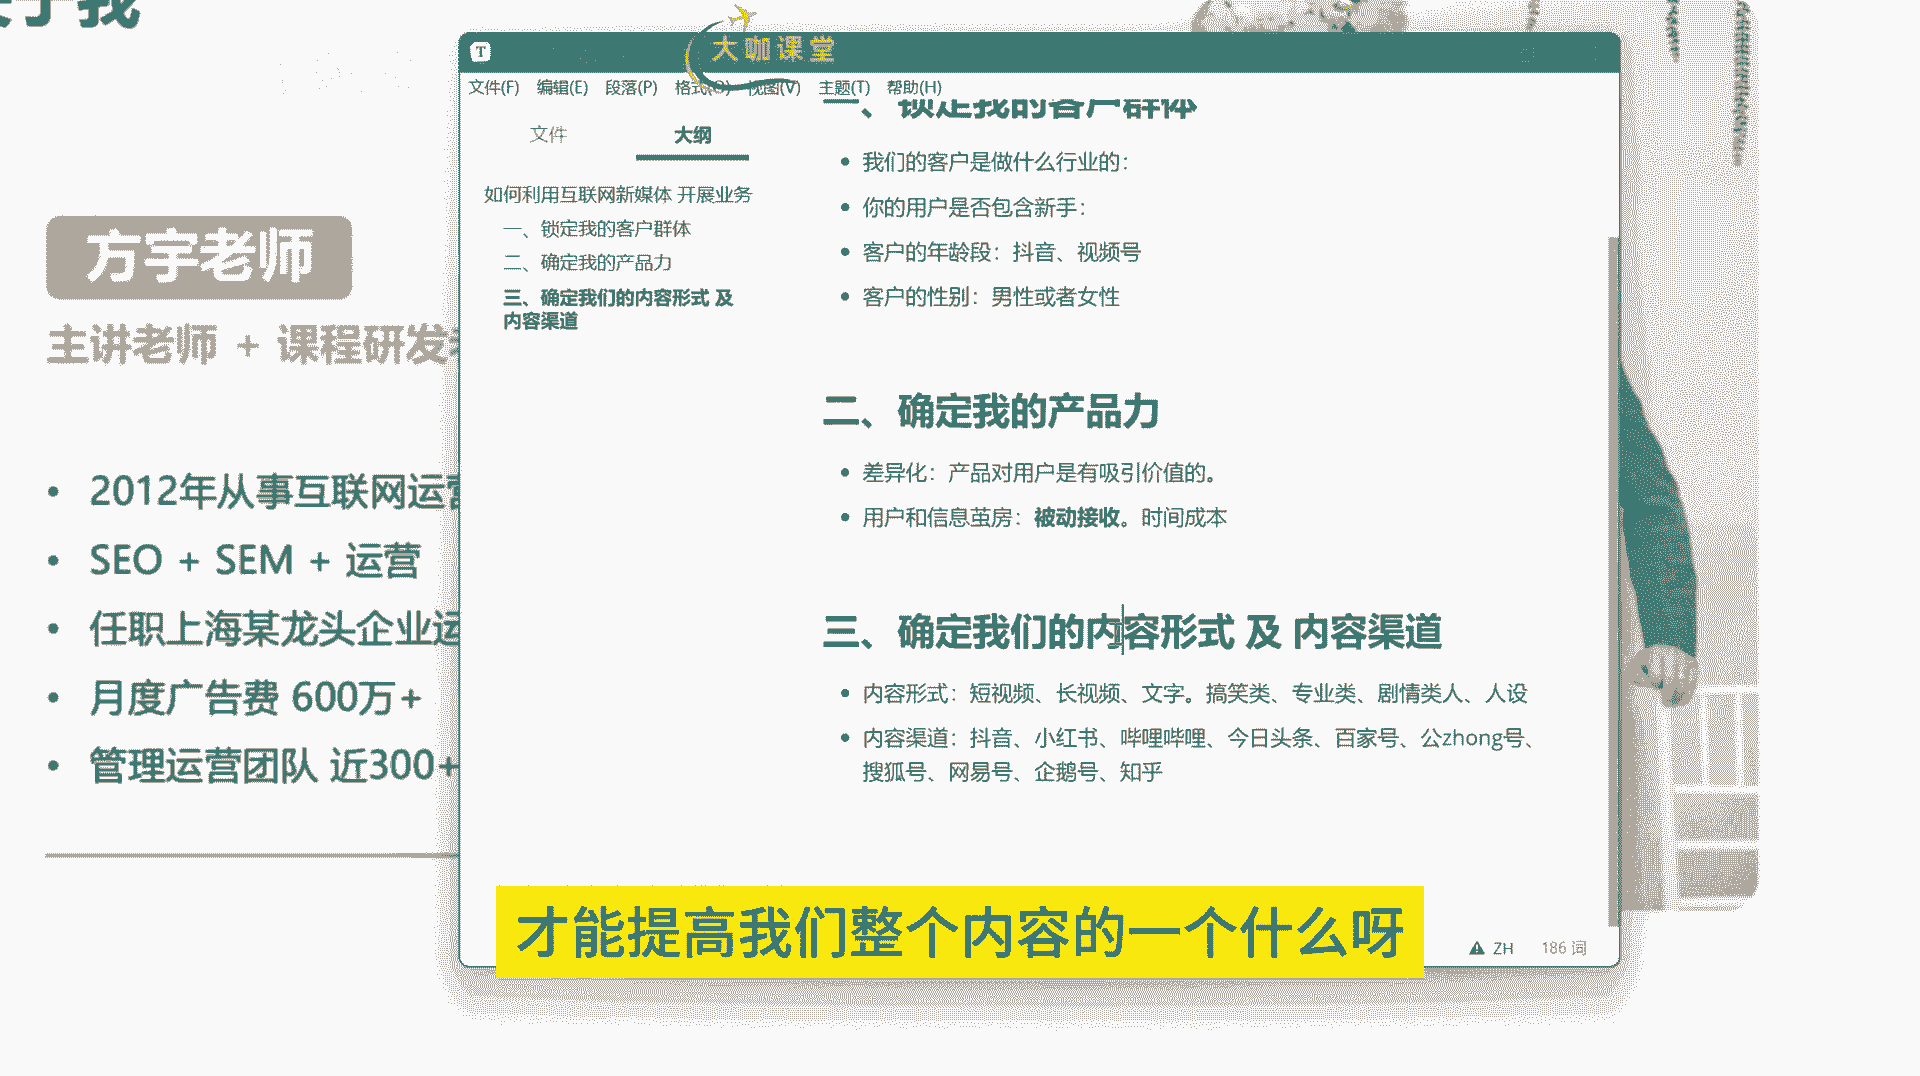 关于我
方宇老师
主讲老师 + 课程研发
2012年从事互联网运营
SEO + SEM + 运营
任职上海某龙头企业运
月度广告费 600万+
管理运营团队 近300+
T
大咖课堂
文件(F) 编辑(E) 段落(P) 格式(O) 视图(V) 主题(T) 帮助(H)
文件 大纲
如何利用互联网新媒体 开展业务
一、锁定我的客户群体
二、确定我的产品力
三、确定我们的内容形式 及
内容渠道
一、锁定我的客户群体
我们的客户是做什么行业的：
你的用户是否包含新手：
客户的年龄段：抖音、视频号
客户的性别：男性或者女性
二、确定我的产品力
差异化：产品对用户是有吸引价值的。
用户和信息茧房：被动接收。时间成本
三、确定我们的内容形式 及 内容渠道
内容形式：短视频、长视频、文字。搞笑类、专业类、剧情类人、人设
内容渠道：抖音、小红书、哔哩哔哩、今日头条、百家号、公zhong号、
搜狐号、网易号、企鹅号、知乎
才能提高我们整个内容的一个什么呀
ZH 186 词